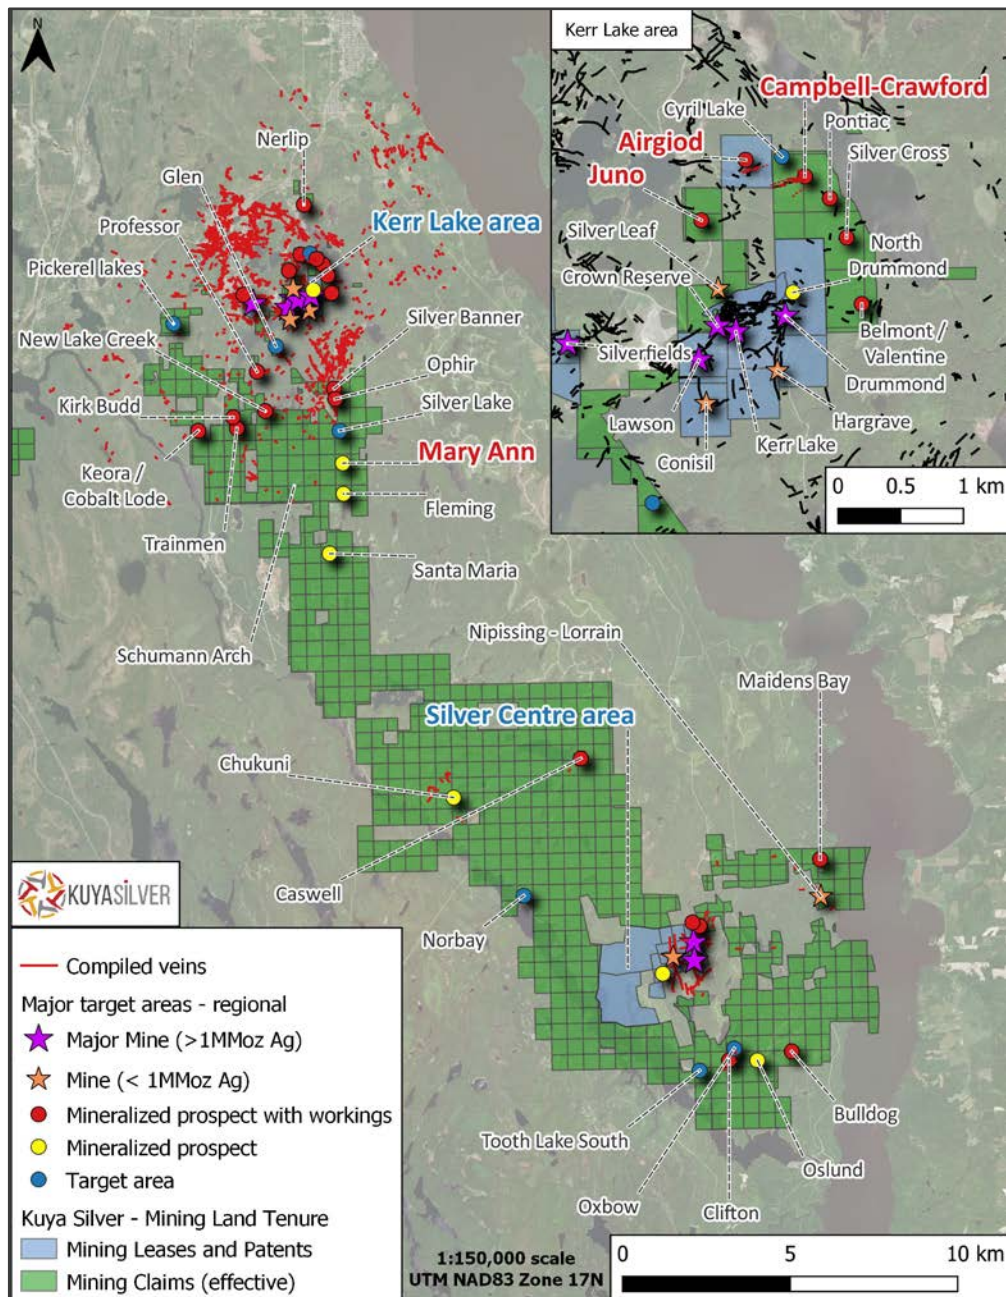 N
Nerlip
Glen
Professor
Pickerel lakes
New Lake Creek
Kirk Budd
Keora /
Cobalt Lode
Trainmen
Schumann Arch
Kerr Lake area
Silver Banner
Ophir
Silver Lake
Mary Ann
Fleming
Santa Maria
Nipissing - Lorrain
Maidens Bay
Silver Centre area
Chukuni
Caswell
Norbay
Tooth Lake South
Oxbow
Clifton
Oslund
Bulldog
Kerr Lake area
Campbell-Crawford
Cyril Lake
Pontiac
Airgiod
Silver Cross
Juno
Silver Leaf
North
Drummond
Crown Reserve
Silverfields
Belmont /
Valentine
Drummond
Lawson
Hargrave
Kerr Lake
Conisil
0 0.5 1 km
KUYASILVER
Compiled veins
Major target areas - regional
Major Mine (>1MMoz Ag)
Mine (< 1MMoz Ag)
Mineralized prospect with workings
Mineralized prospect
Target area
Kuya Silver - Mining Land Tenure
Mining Leases and Patents
Mining Claims (effective)
1:150,000 scale
UTM NAD83 Zone 17N
0 5 10 km